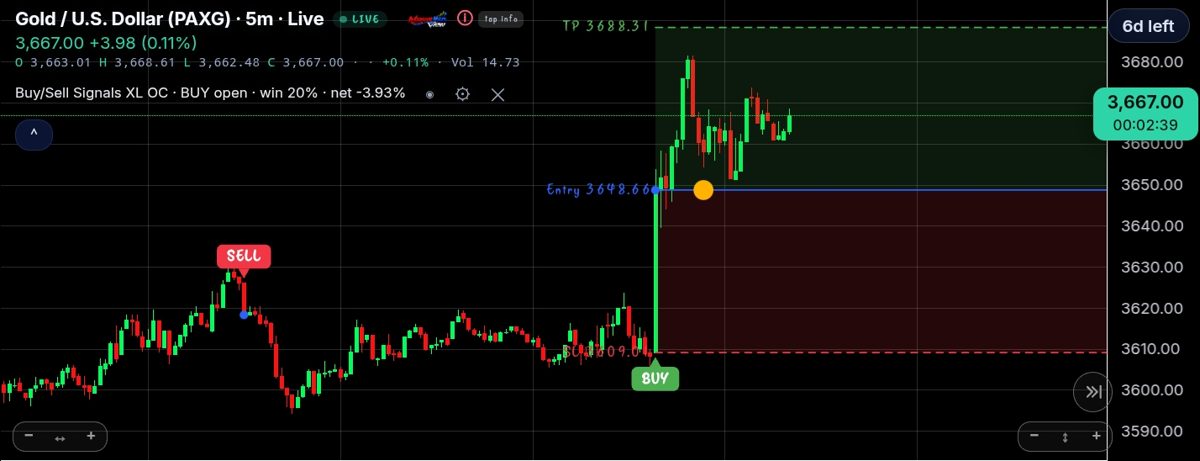 Gold / U.S. Dollar (PAXG) · 5m · Live
LIVE
top info
6d left
3,667.00 +3.98 (0.11%)
O 3,663.01 H 3,668.61 L 3,662.48 C 3,667.00 · · +0.11% · Vol 14.73
Buy/Sell Signals XL OC · BUY open · win 20% · net -3.93%
TP 3688.31
3680.00
3,667.00
00:02:39
3660.00
Entry 3648.66
3650.00
3640.00
SELL
3630.00
3620.00
3610.00
BUY
3600.00
3590.00